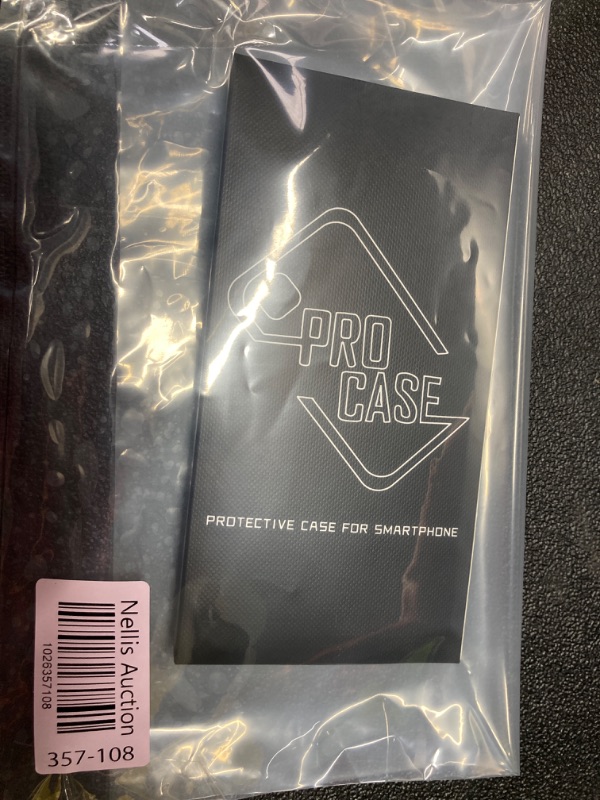 PRO
CASE
PROTECTIVE CASE FOR SMARTPHONE
Nellis Auction
1026357108
357-108